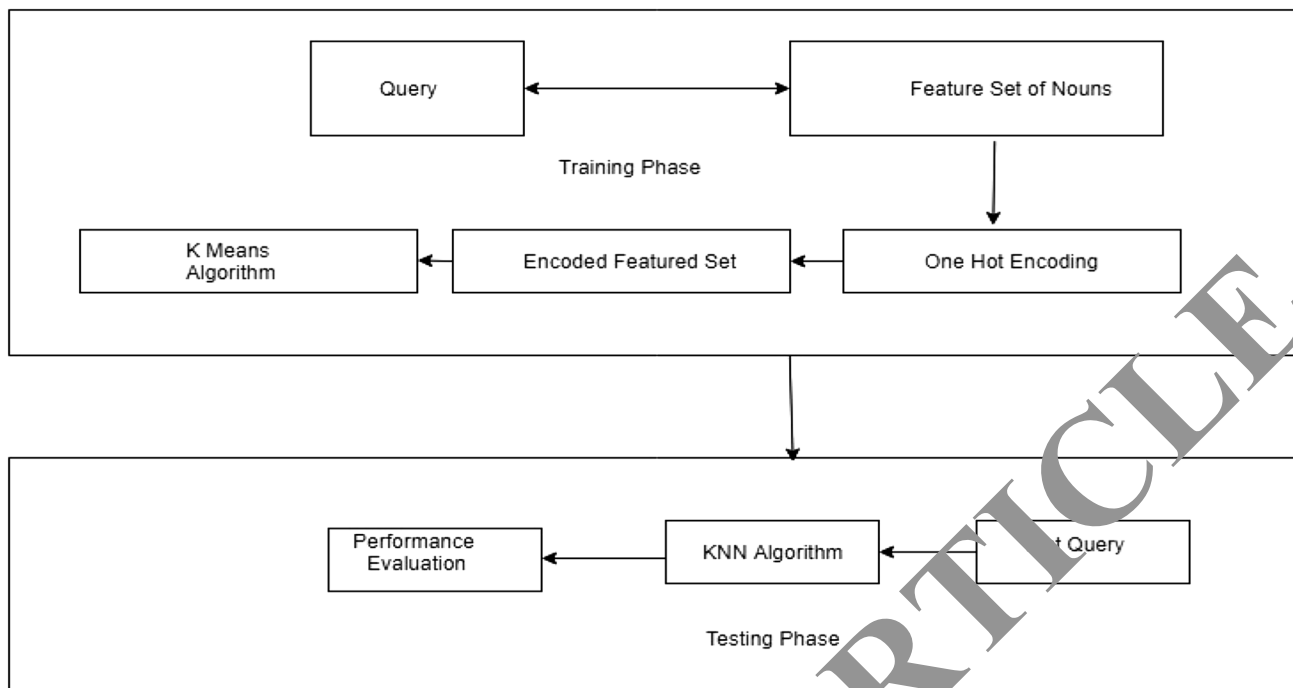 Query
Feature Set of Nouns
Training Phase
K Means
Algorithm
Encoded Featured Set
One Hot Encoding
Performance
Evaluation
KNN Algorithm
Query
Testing Phase
RTICLE